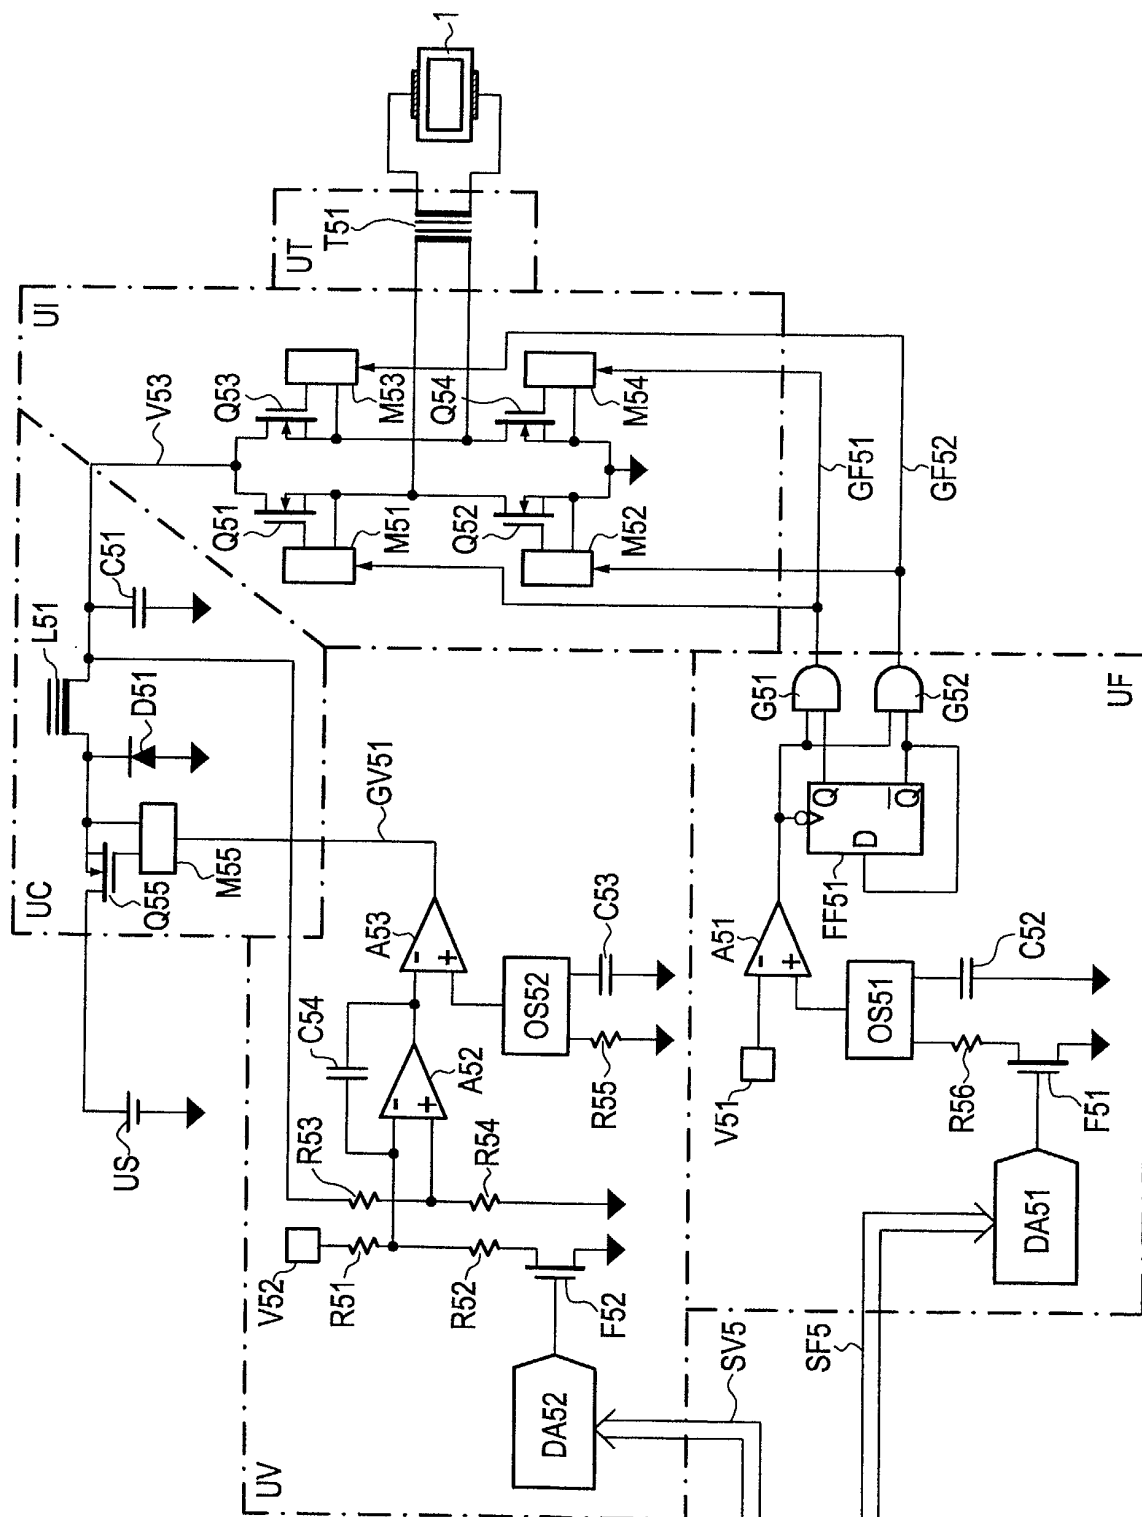 1
UT
T51
UI
V53
Q53
M53
Q54
M54
Q51
M51
Q52
M52
GF51
GF52
C51
L51
D51
UC
Q55
M55
GV51
US
A53
-
+
C54
A52
-
+
OS52
C53
R55
R53
R54
V52
R51
R52
F52
DA52
UV
SV5
G51
G52
UF
Q
Q
D
FF51
A51
-
+
OS51
C52
V51
R56
F51
DA51
SF5